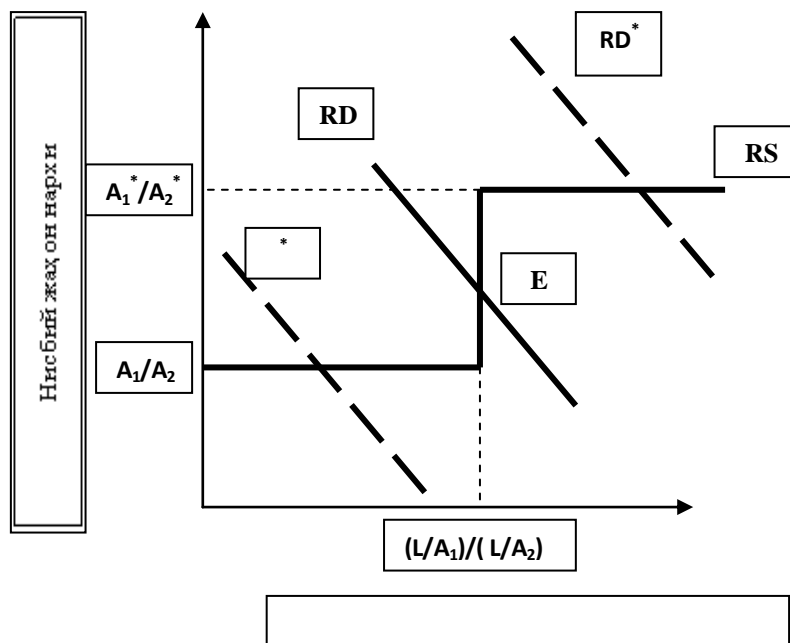 RD*
RD
RS
A₁*/A₂*
*
E
A₁/A₂
(L/A₁)/( L/A₂)
Нисбий жаҳон нархи